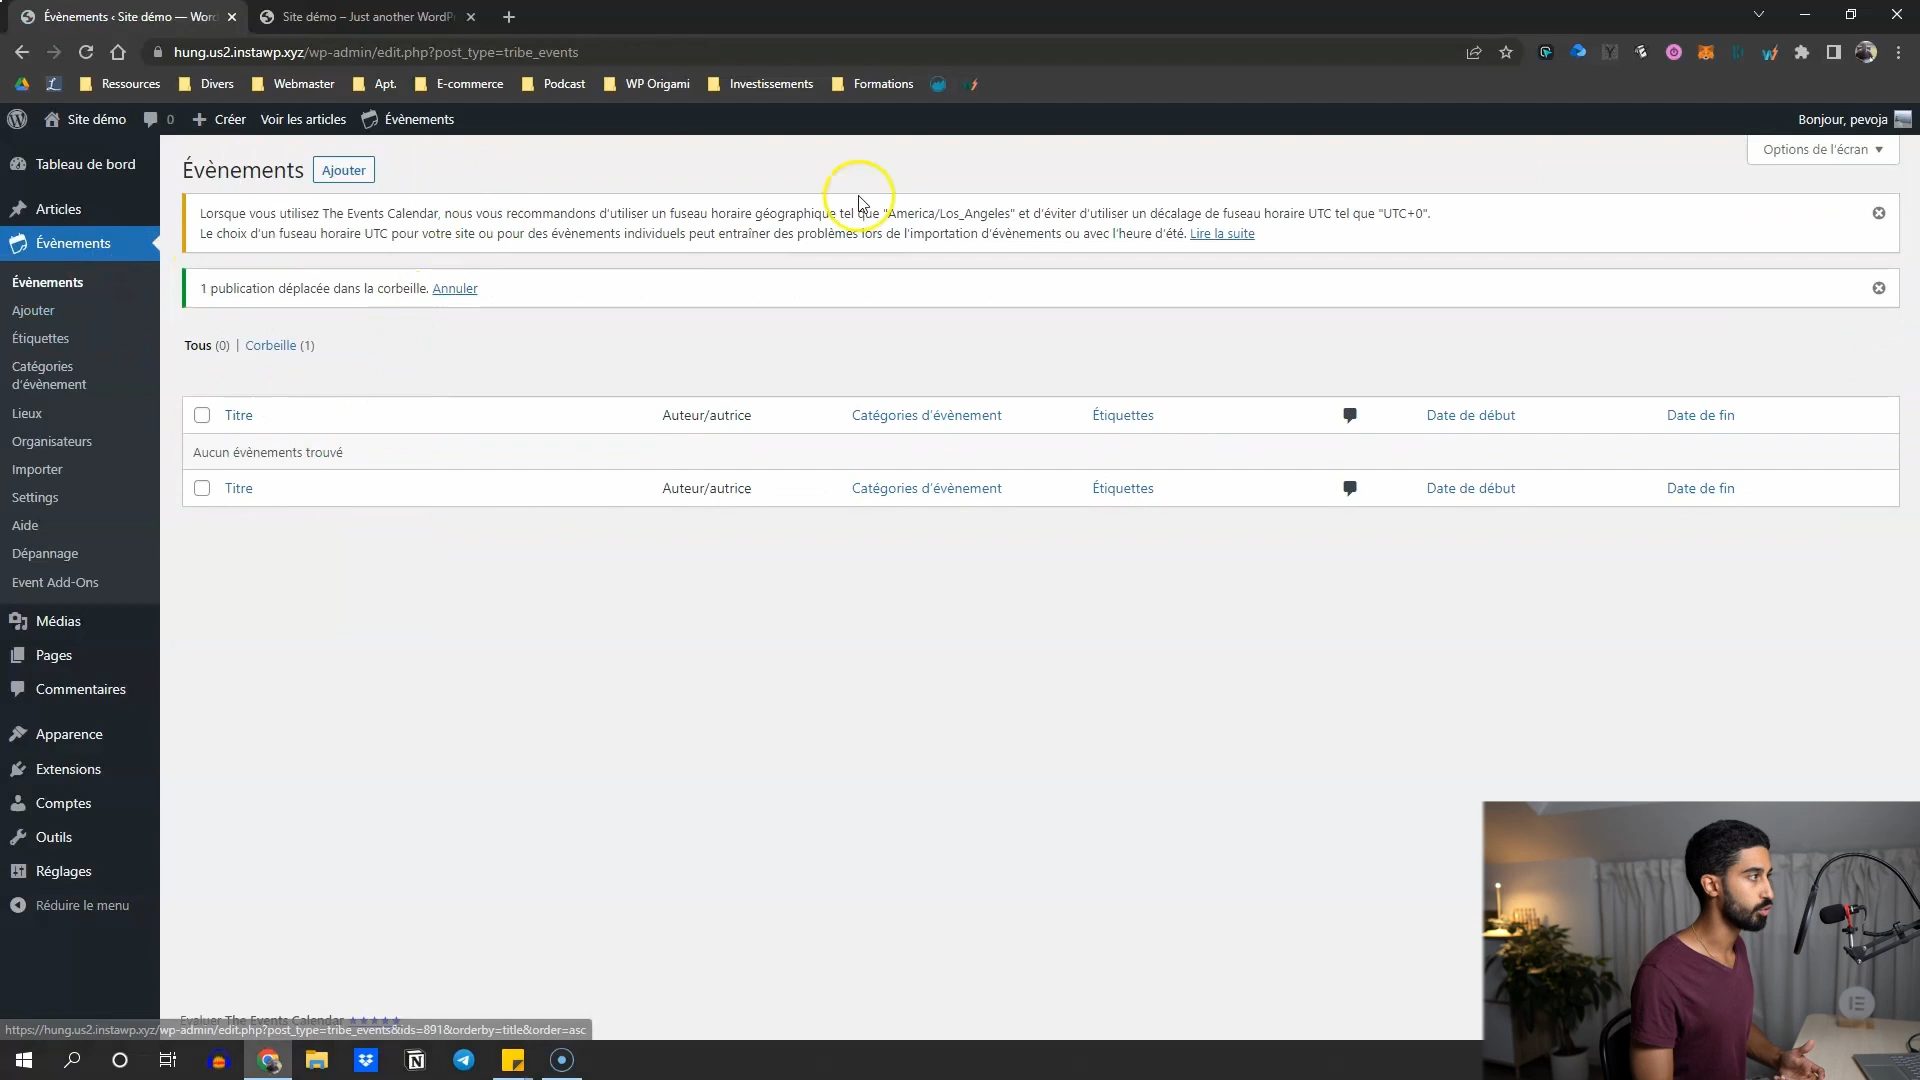 Évènements ‹ Site démo — Word
Site démo – Just another WordPr
hung.us2.instawp.xyz/wp-admin/edit.php?post_type=tribe_events
Ressources
Divers
Webmaster
Apt.
E-commerce
Podcast
WP Origami
Investissements
Formations
Site démo
0
Créer
Voir les articles
Évènements
Bonjour, pevoja
Tableau de bord
Articles
Évènements
Évènements
Ajouter
Étiquettes
Catégories
d'évènement
Lieux
Organisateurs
Importer
Settings
Aide
Dépannage
Event Add-Ons
Médias
Pages
Commentaires
Apparence
Extensions
Comptes
Outils
Réglages
Réduire le menu
Options de l'écran
Évènements
Ajouter
Lorsque vous utilisez The Events Calendar, nous vous recommandons d'utiliser un fuseau horaire géographique tel que "America/Los_Angeles" et d'éviter d'utiliser un décalage de fuseau horaire UTC tel que "UTC+0".
Le choix d'un fuseau horaire UTC pour votre site ou pour des évènements individuels peut entraîner des problèmes lors de l'importation d'évènements ou avec l'heure d'été. Lire la suite
1 publication déplacée dans la corbeille. Annuler
Tous (0) | Corbeille (1)
Titre
Auteur/autrice
Catégories d'évènement
Étiquettes
Date de début
Date de fin
Aucun évènements trouvé
Titre
Auteur/autrice
Catégories d'évènement
Étiquettes
Date de début
Date de fin
Évaluer The Events Calendar ★★★★★
https://hung.us2.instawp.xyz/wp-admin/edit.php?post_type=tribe_events&ids=891&orderby=title&order=asc